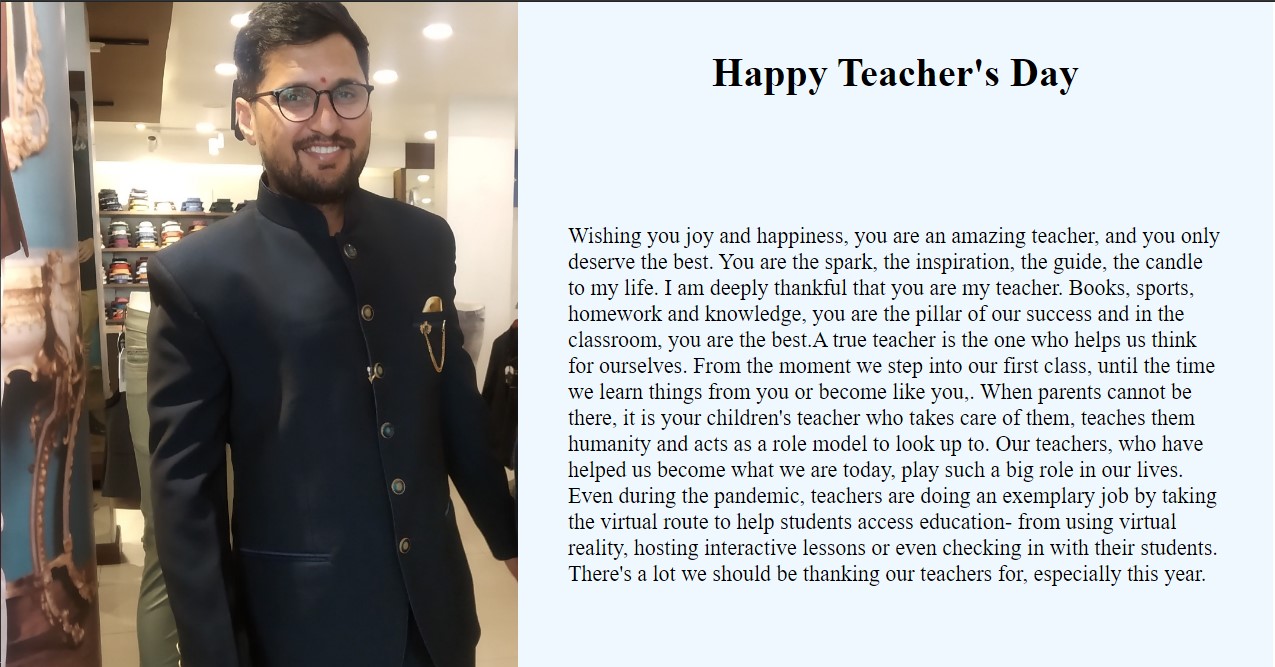 Happy Teacher's Day
Wishing you joy and happiness, you are an amazing teacher, and you only
deserve the best. You are the spark, the inspiration, the guide, the candle
to my life. I am deeply thankful that you are my teacher. Books, sports,
homework and knowledge, you are the pillar of our success and in the
classroom, you are the best.A true teacher is the one who helps us think
for ourselves. From the moment we step into our first class, until the time
we learn things from you or become like you,. When parents cannot be
there, it is your children's teacher who takes care of them, teaches them
humanity and acts as a role model to look up to. Our teachers, who have
helped us become what we are today, play such a big role in our lives.
Even during the pandemic, teachers are doing an exemplary job by taking
the virtual route to help students access education- from using virtual
reality, hosting interactive lessons or even checking in with their students.
There's a lot we should be thanking our teachers for, especially this year.